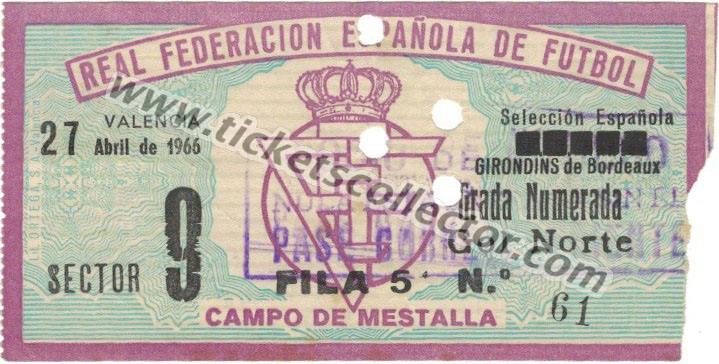 REAL FEDERACION ESPAÑOLA DE FUTBOL
VALENCIA
27 Abril de 1966
Selección Española
GIRONDINS de Bordeaux
Grada Numerada
Gor Norte
SECTOR 9
FILA 5ª N.º
61
CAMPO DE MESTALLA
www.ticketscollector.com